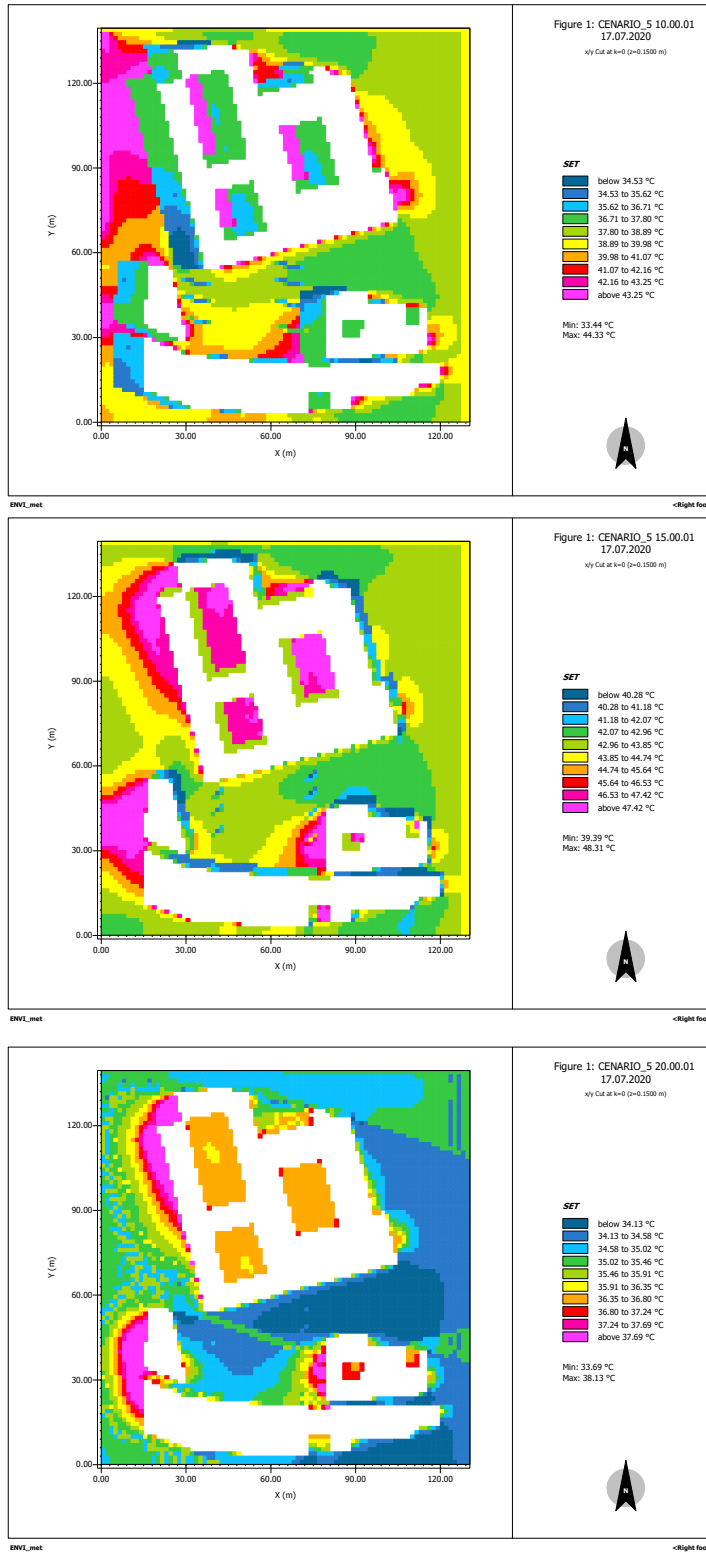 Figure 1: CENARIO_5 10.00.01
17.07.2020
x/y Cut at k=0 (z=0.1500 m)
120.00
90.00
60.00
30.00
0.00
Y (m)
0.00 30.00 60.00 90.00 120.00
X (m)
SET
below 34.53 °C
34.53 to 35.62 °C
35.62 to 36.71 °C
36.71 to 37.80 °C
37.80 to 38.89 °C
38.89 to 39.98 °C
39.98 to 41.07 °C
41.07 to 42.16 °C
42.16 to 43.25 °C
above 43.25 °C
Min: 33.44 °C
Max: 44.33 °C
N
ENVI_met
<Right foo
Figure 1: CENARIO_5 15.00.01
17.07.2020
x/y Cut at k=0 (z=0.1500 m)
120.00
90.00
60.00
30.00
0.00
Y (m)
0.00 30.00 60.00 90.00 120.00
X (m)
SET
below 40.28 °C
40.28 to 41.18 °C
41.18 to 42.07 °C
42.07 to 42.96 °C
42.96 to 43.85 °C
43.85 to 44.74 °C
44.74 to 45.64 °C
45.64 to 46.53 °C
46.53 to 47.42 °C
above 47.42 °C
Min: 39.39 °C
Max: 48.31 °C
N
ENVI_met
<Right foo
Figure 1: CENARIO_5 20.00.01
17.07.2020
x/y Cut at k=0 (z=0.1500 m)
120.00
90.00
60.00
30.00
0.00
Y (m)
0.00 30.00 60.00 90.00 120.00
X (m)
SET
below 34.13 °C
34.13 to 34.58 °C
34.58 to 35.02 °C
35.02 to 35.46 °C
35.46 to 35.91 °C
35.91 to 36.35 °C
36.35 to 36.80 °C
36.80 to 37.24 °C
37.24 to 37.69 °C
above 37.69 °C
Min: 33.69 °C
Max: 38.13 °C
N
ENVI_met
<Right foo